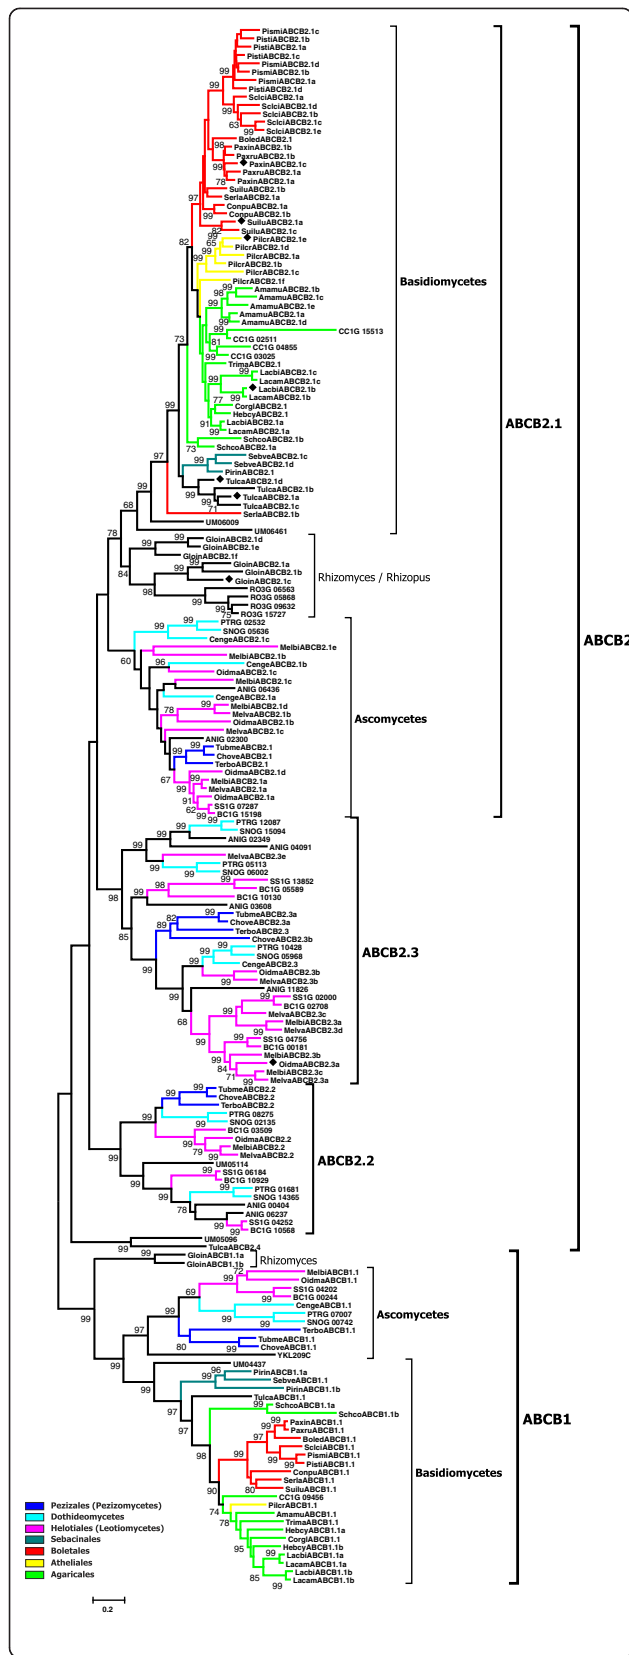 PismiABCB2.1c
PistiABCB2.1b
PistiABCB2.1a
PistiABCB2.1c
PismiABCB2.1d
PismiABCB2.1b
PismiABCB2.1a
PistiABCB2.1d
SclciABCB2.1a
SclciABCB2.1d
SclciABCB2.1b
SclciABCB2.1c
SclciABCB2.1e
BoledABCB2.1
PaxinABCB2.1b
PaxruABCB2.1b
PaxinABCB2.1c
PaxruABCB2.1a
PaxinABCB2.1a
SuiluABCB2.1b
SerlaABCB2.1a
ConpuABCB2.1a
ConpuABCB2.1b
SuiluABCB2.1a
SuiluABCB2.1c
PilcrABCB2.1e
PilcrABCB2.1d
PilcrABCB2.1a
PilcrABCB2.1b
PilcrABCB2.1c
PilcrABCB2.1f
AmamuABCB2.1b
AmamuABCB2.1c
AmamuABCB2.1e
AmamuABCB2.1a
AmamuABCB2.1d
CC1G 15513
CC1G 02511
CC1G 04855
CC1G 03025
TrimaABCB2.1
LacbiABCB2.1c
LacamABCB2.1c
LacbiABCB2.1b
LacamABCB2.1b
CorglABCB2.1
HebcyABCB2.1
LacbiABCB2.1a
LacamABCB2.1a
SchcoABCB2.1b
SchcoABCB2.1a
SebveABCB2.1c
SebveABCB2.1d
PirinABCB2.1
TulcaABCB2.1d
TulcaABCB2.1b
TulcaABCB2.1a
TulcaABCB2.1c
SerlaABCB2.1b
UM06009
UM06461
Basidiomycetes
ABCB2.1
GloinABCB2.1d
GloinABCB2.1e
GloinABCB2.1f
GloinABCB2.1a
GloinABCB2.1b
GloinABCB2.1c
RO3G 06563
RO3G 05868
RO3G 09632
RO3G 15727
Rhizomyces / Rhizopus
ABCB2
PTRG 02532
SNOG 05636
CengeABCB2.1c
MelbiABCB2.1e
MelbiABCB2.1b
CengeABCB2.1b
OidmaABCB2.1c
MelbiABCB2.1c
ANIG 06436
CengeABCB2.1a
MelbiABCB2.1d
MelvaABCB2.1b
OidmaABCB2.1b
MelvaABCB2.1c
ANIG 02300
TubmeABCB2.1
ChoveABCB2.1
TerboABCB2.1
OidmaABCB2.1d
MelbiABCB2.1a
MelvaABCB2.1a
OidmaABCB2.1a
SS1G 07287
BC1G 15198
Ascomycetes
PTRG 12087
SNOG 15094
ANIG 02349
ANIG 04091
MelvaABCB2.3e
PTRG 05113
SNOG 06002
SS1G 13852
BC1G 05589
BC1G 10130
ANIG 03608
TubmeABCB2.3a
ChoveABCB2.3a
TerboABCB2.3
ChoveABCB2.3b
PTRG 10428
SNOG 05968
CengeABCB2.3
OidmaABCB2.3b
MelvaABCB2.3b
ANIG 11826
SS1G 02000
BC1G 02708
MelvaABCB2.3c
MelbiABCB2.3a
MelvaABCB2.3d
SS1G 04756
BC1G 00181
MelbiABCB2.3b
OidmaABCB2.3a
MelbiABCB2.3c
MelvaABCB2.3a
ABCB2.3
TubmeABCB2.2
ChoveABCB2.2
TerboABCB2.2
PTRG 08275
SNOG 02135
BC1G 03509
OidmaABCB2.2
MelbiABCB2.2
MelvaABCB2.2
UM05114
SS1G 06184
BC1G 10929
PTRG 01681
SNOG 14365
ANIG 00404
ANIG 06237
SS1G 04252
BC1G 10568
ABCB2.2
UM05096
TulcaABCB2.4
GloinABCB1.1a
GloinABCB1.1b
Rhizomyces
MelbiABCB1.1
OidmaABCB1.1
SS1G 04202
BC1G 00244
CengeABCB1.1
PTRG 07007
SNOG 00742
TerboABCB1.1
TubmeABCB1.1
ChoveABCB1.1
YKL209C
Ascomycetes
UM04437
PirinABCB1.1a
SebveABCB1.1
PirinABCB1.1b
TulcaABCB1.1
SchcoABCB1.1a
SchcoABCB1.1b
PaxinABCB1.1
PaxruABCB1.1
BoledABCB1.1
SclciABCB1.1
PismiABCB1.1
PistiABCB1.1
ConpuABCB1.1
SerlaABCB1.1
SuiluABCB1.1
CC1G 09456
PilcrABCB1.1
AmamuABCB1.1
TrimaABCB1.1
HebcyABCB1.1a
CorglABCB1.1
HebcyABCB1.1b
LacbiABCB1.1a
LacamABCB1.1a
LacbiABCB1.1b
LacamABCB1.1b
Basidiomycetes
ABCB1
Pezizales (Pezizomycetes)
Dothideomycetes
Helotiales (Leotiomycetes)
Sebacinales
Boletales
Atheliales
Agaricales
0.2